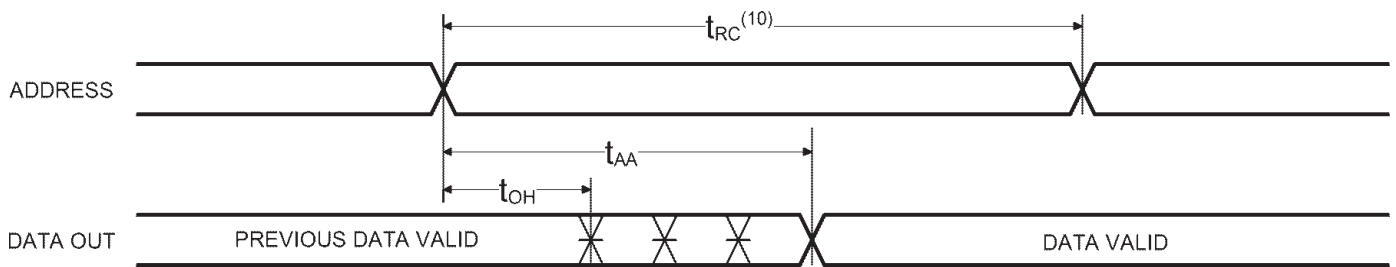 tRC(10)
ADDRESS
tAA
tOH
DATA OUT
PREVIOUS DATA VALID
DATA VALID